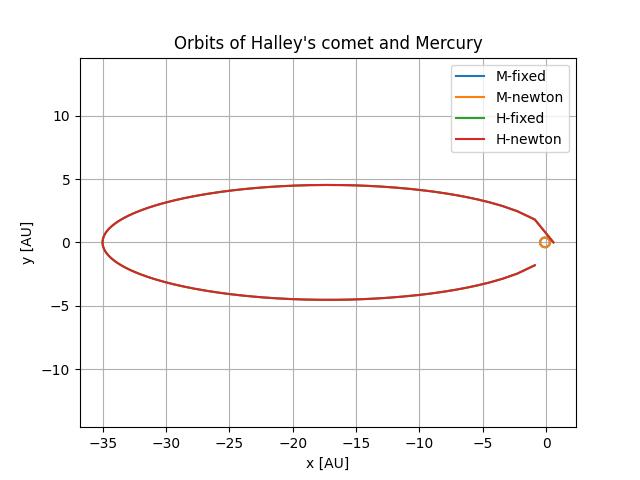 Orbits of Halley's comet and Mercury
M-fixed
M-newton
H-fixed
H-newton
10
5
0
−5
−10
y [AU]
−35 −30 −25 −20 −15 −10 −5 0
x [AU]